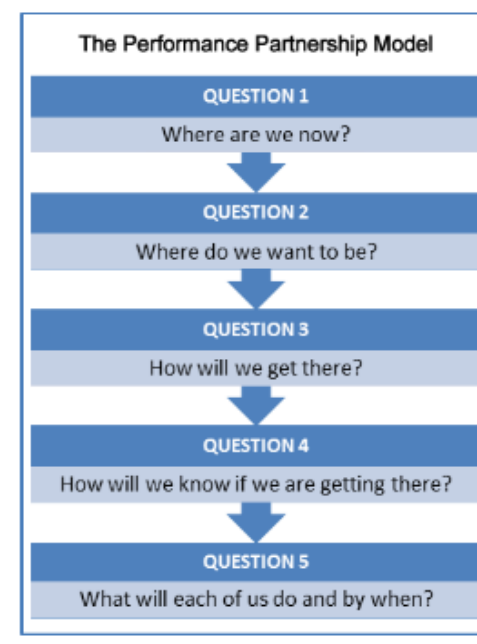 The Performance Partnership Model
QUESTION 1
Where are we now?
QUESTION 2
Where do we want to be?
QUESTION 3
How will we get there?
QUESTION 4
How will we know if we are getting there?
QUESTION 5
What will each of us do and by when?